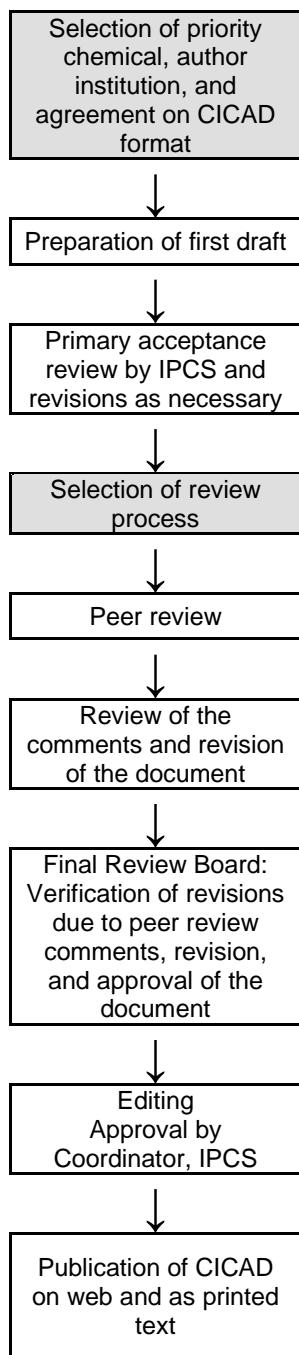 Selection of priority
chemical, author
institution, and
agreement on CICAD
format
Preparation of first draft
Primary acceptance
review by IPCS and
revisions as necessary
Selection of review
process
Peer review
Review of the
comments and revision
of the document
Final Review Board:
Verification of revisions
due to peer review
comments, revision,
and approval of the
document
Editing
Approval by
Coordinator, IPCS
Publication of CICAD
on web and as printed
text